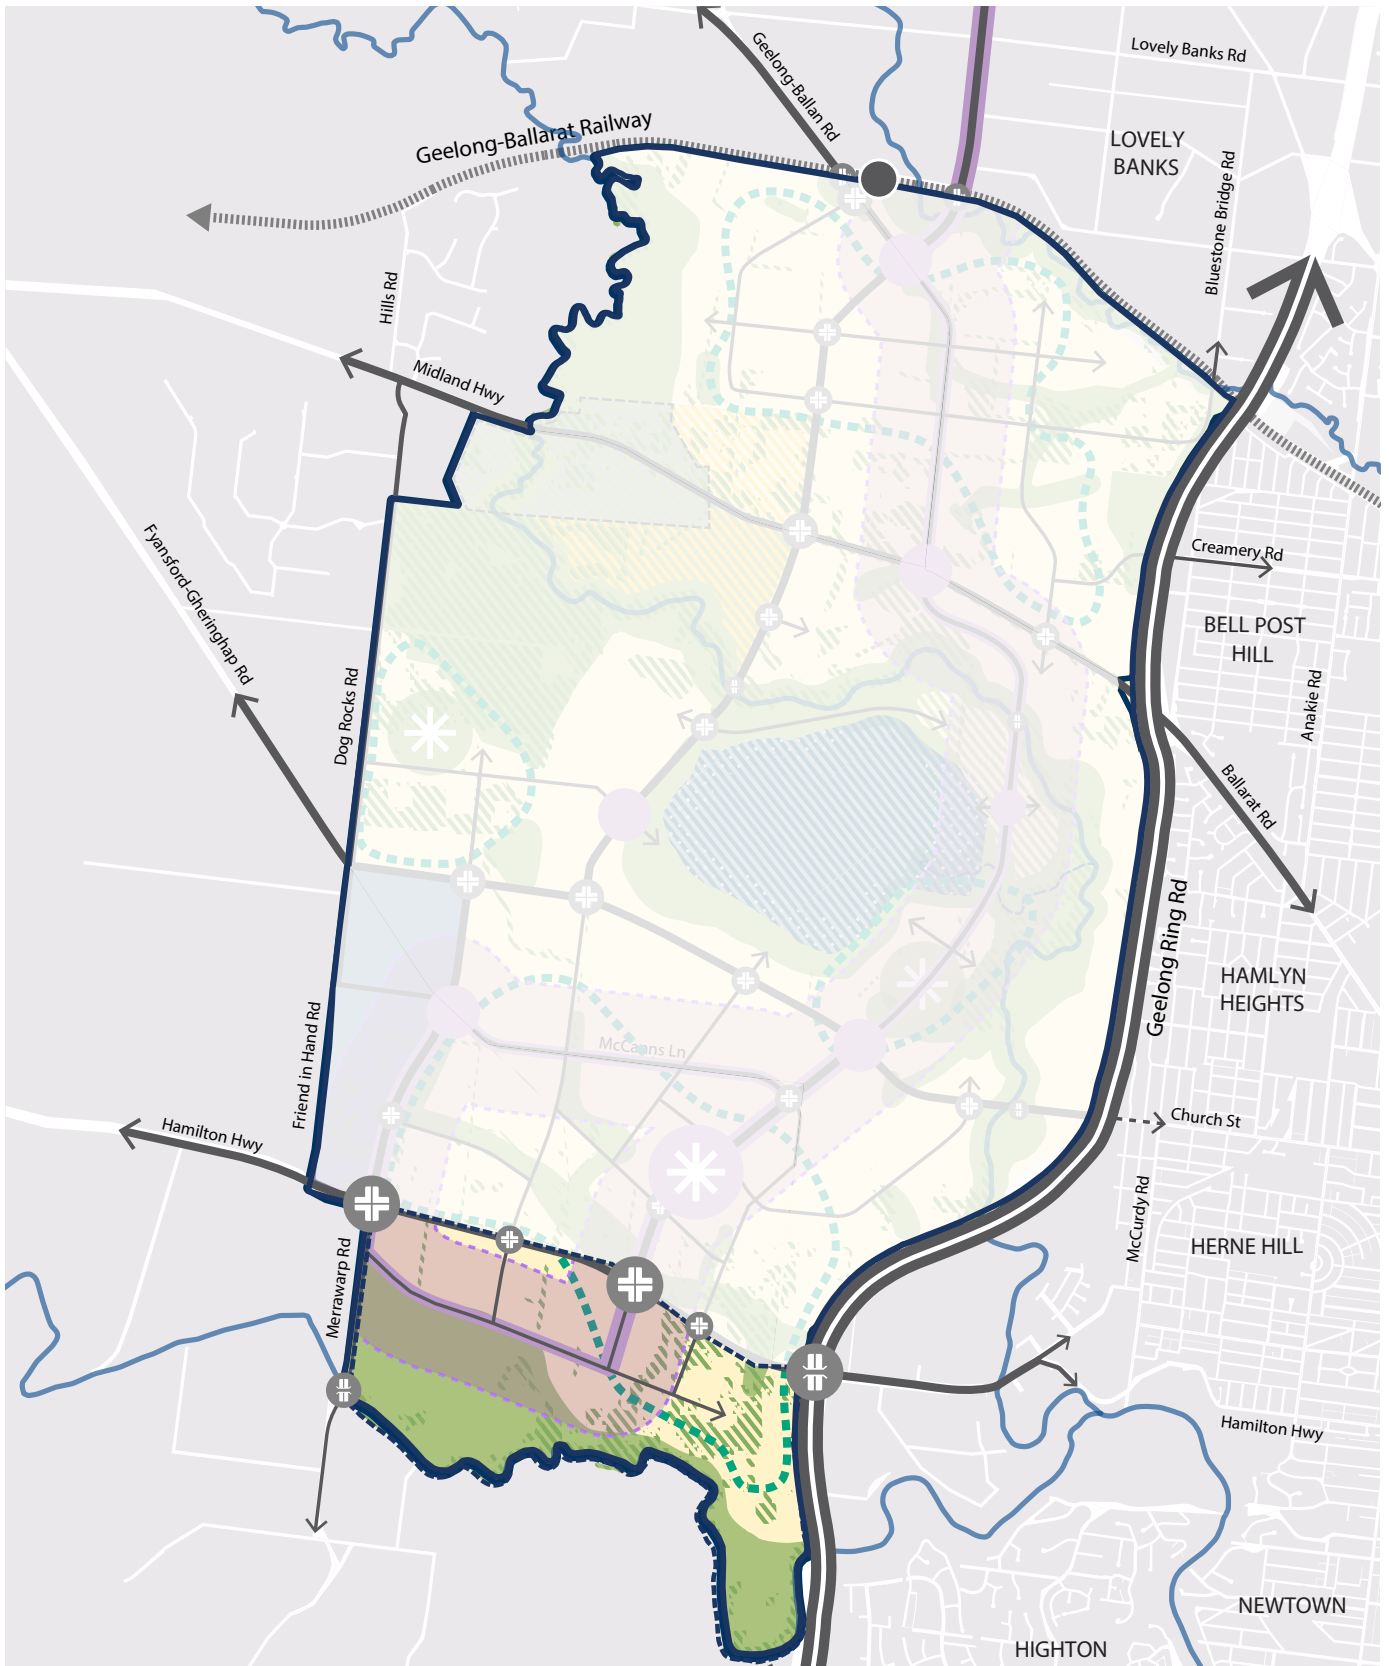 Lovely Banks Rd
Geelong-Ballan Rd
Geelong-Ballarat Railway
LOVELY
BANKS
Bluestone Bridge Rd
Hills Rd
Midland Hwy
Creamery Rd
Fyansford-Gheringhap Rd
BELL POST
HILL
Anakie Rd
Dog Rocks Rd
Ballarat Rd
Geelong Ring Rd
HAMLYN
HEIGHTS
Friend in Hand Rd
McCanns Ln
Church St
Hamilton Hwy
McCurdy Rd
HERNE HILL
Merrawarp Rd
Hamilton Hwy
NEWTOWN
HIGHTON